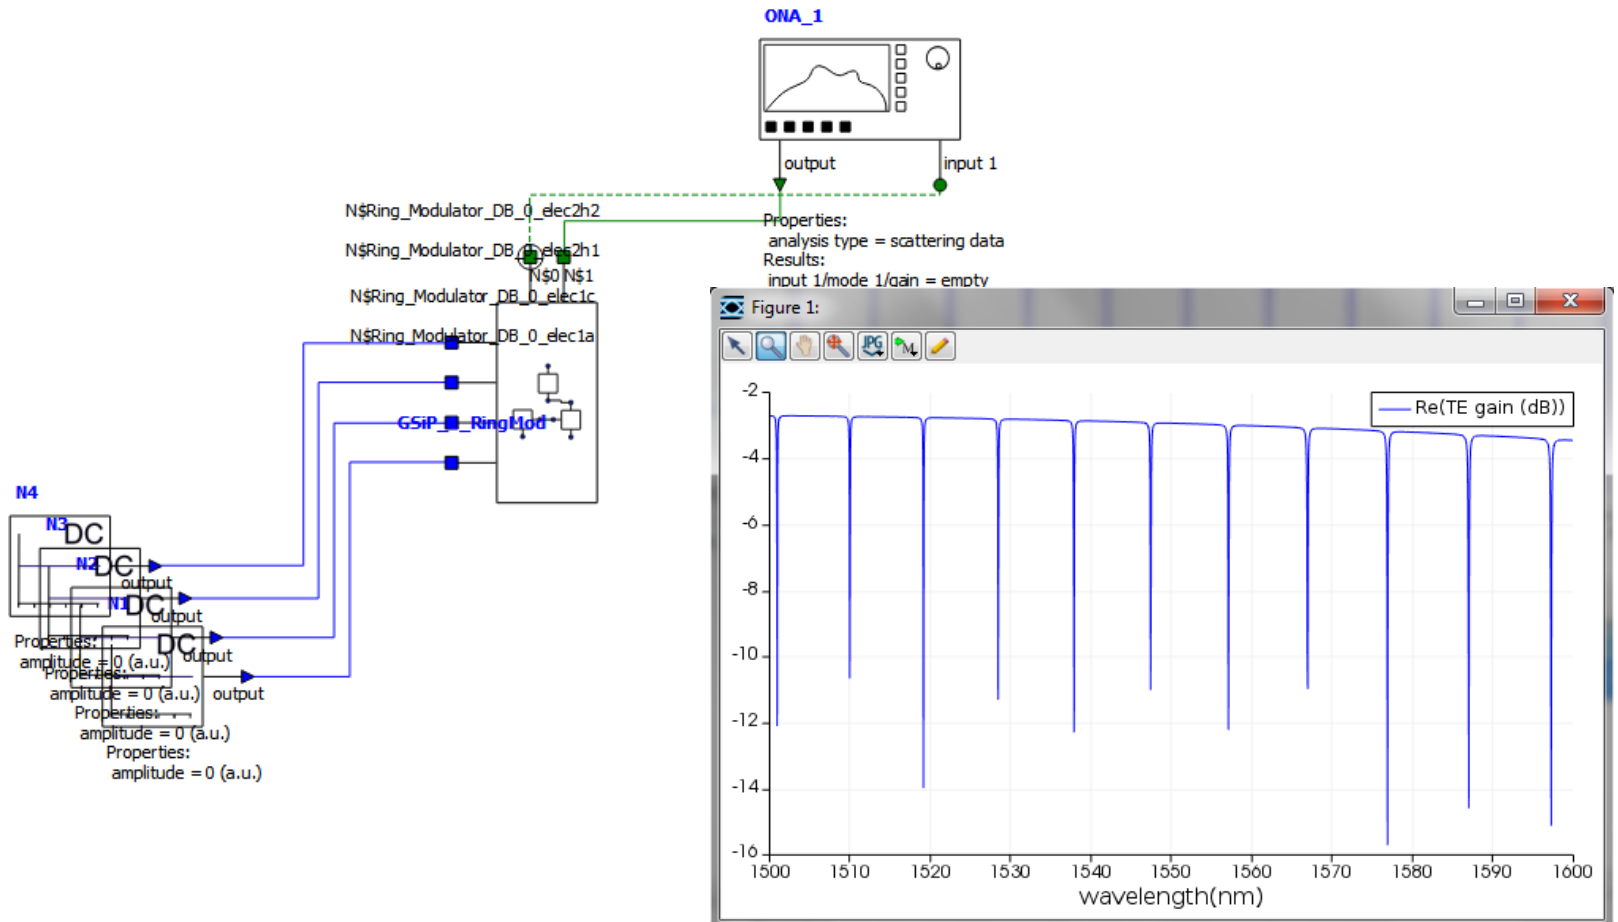 ONA_1
output
input 1
N$Ring_Modulator_DB_0_elec2h2
N$Ring_Modulator_DB_0_elec2h1
N$0 N$1
N$Ring_Modulator_DB_0_elec1c
N$Ring_Modulator_DB_0_elec1a
Properties:
analysis type = scattering data
Results:
input 1/mode 1/gain = empty
N4
N3
DC
N2
DC
output
N1
DC
output
DC
output
output
Properties:
amplitude = 0 (a.u.)
Properties:
amplitude = 0 (a.u.)
Properties:
amplitude = 0 (a.u.)
Properties:
amplitude = 0 (a.u.)
RingMod
Figure 1:
JPG
M
Re(TE gain (dB))
-2
-4
-6
-8
-10
-12
-14
-16
1500 1510 1520 1530 1540 1550 1560 1570 1580 1590 1600
wavelength(nm)